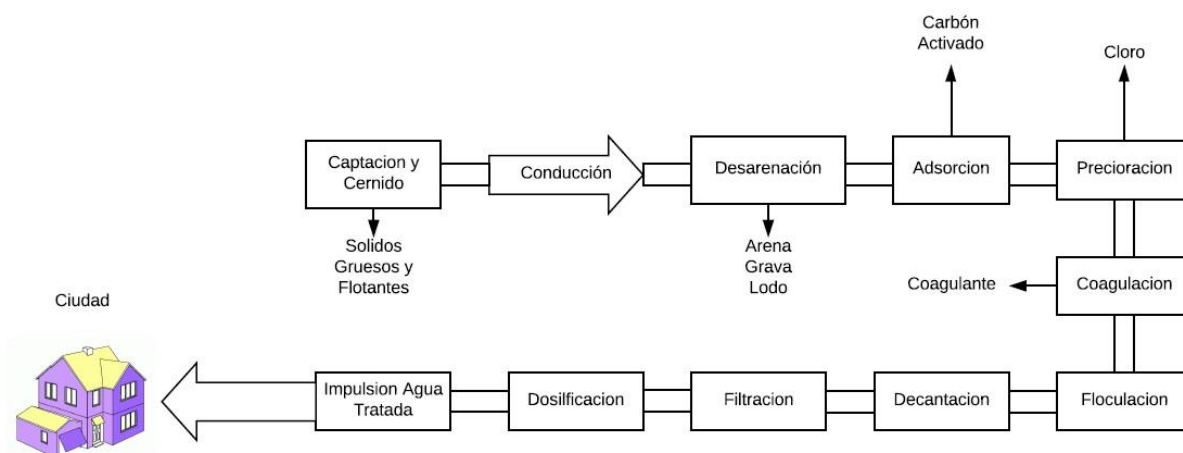 Carbón
Activado
Cloro
Captacion y
Cernido
Conducción
Desarenación
Adsorcion
Precioracion
Solidos
Gruesos y
Flotantes
Arena
Grava
Lodo
Coagulante
Coagulacion
Ciudad
Impulsion Agua
Tratada
Dosilficacion
Filtracion
Decantacion
Floculacion